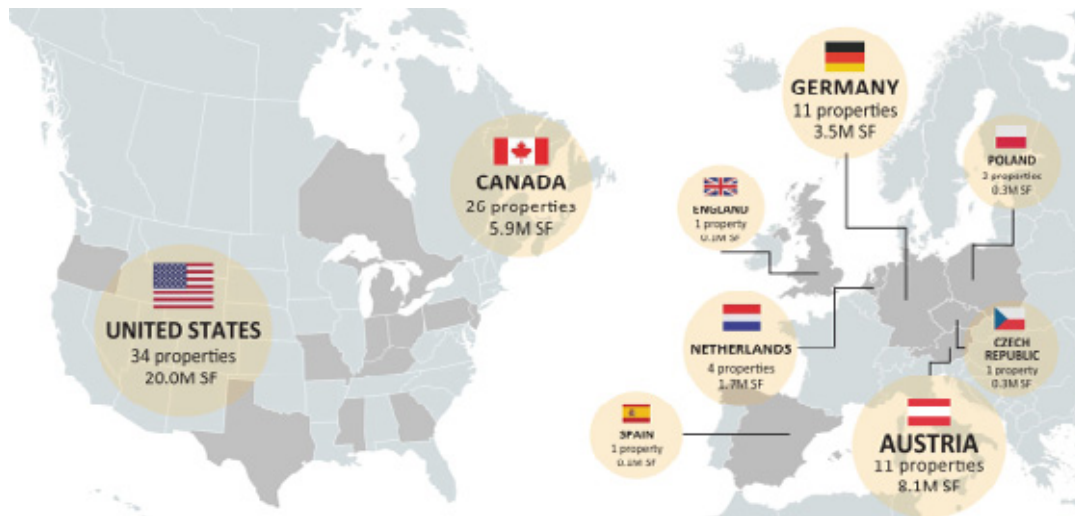 UNITED STATES
34 properties
20.0M SF
CANADA
26 properties
5.9M SF
GERMANY
11 properties
3.5M SF
POLAND
properties
0.3M SF
ENGLAND
1 property
SF
NETHERLANDS
4 properties
1.7M SF
CZECH
REPUBLIC
1 property
0.3M SF
SPAIN
1 property
SF
AUSTRIA
11 properties
8.1M SF